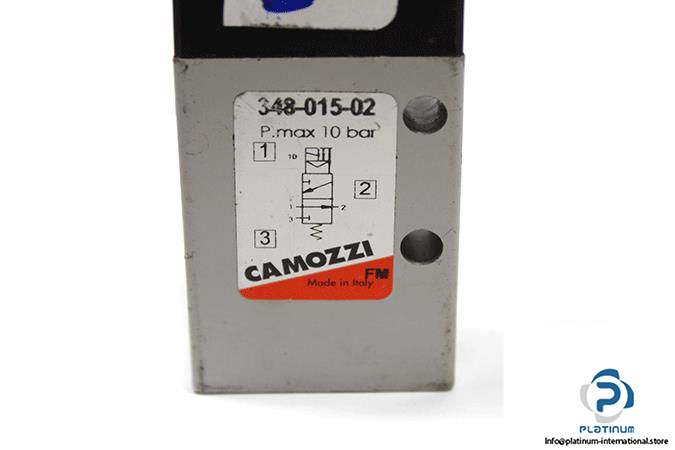 348-015-02
P.max 10 bar
1
10
2
1
2
3
3
CAMOZZI
FM
Made in Italy
PLATINUM
Info@platinum-international.store